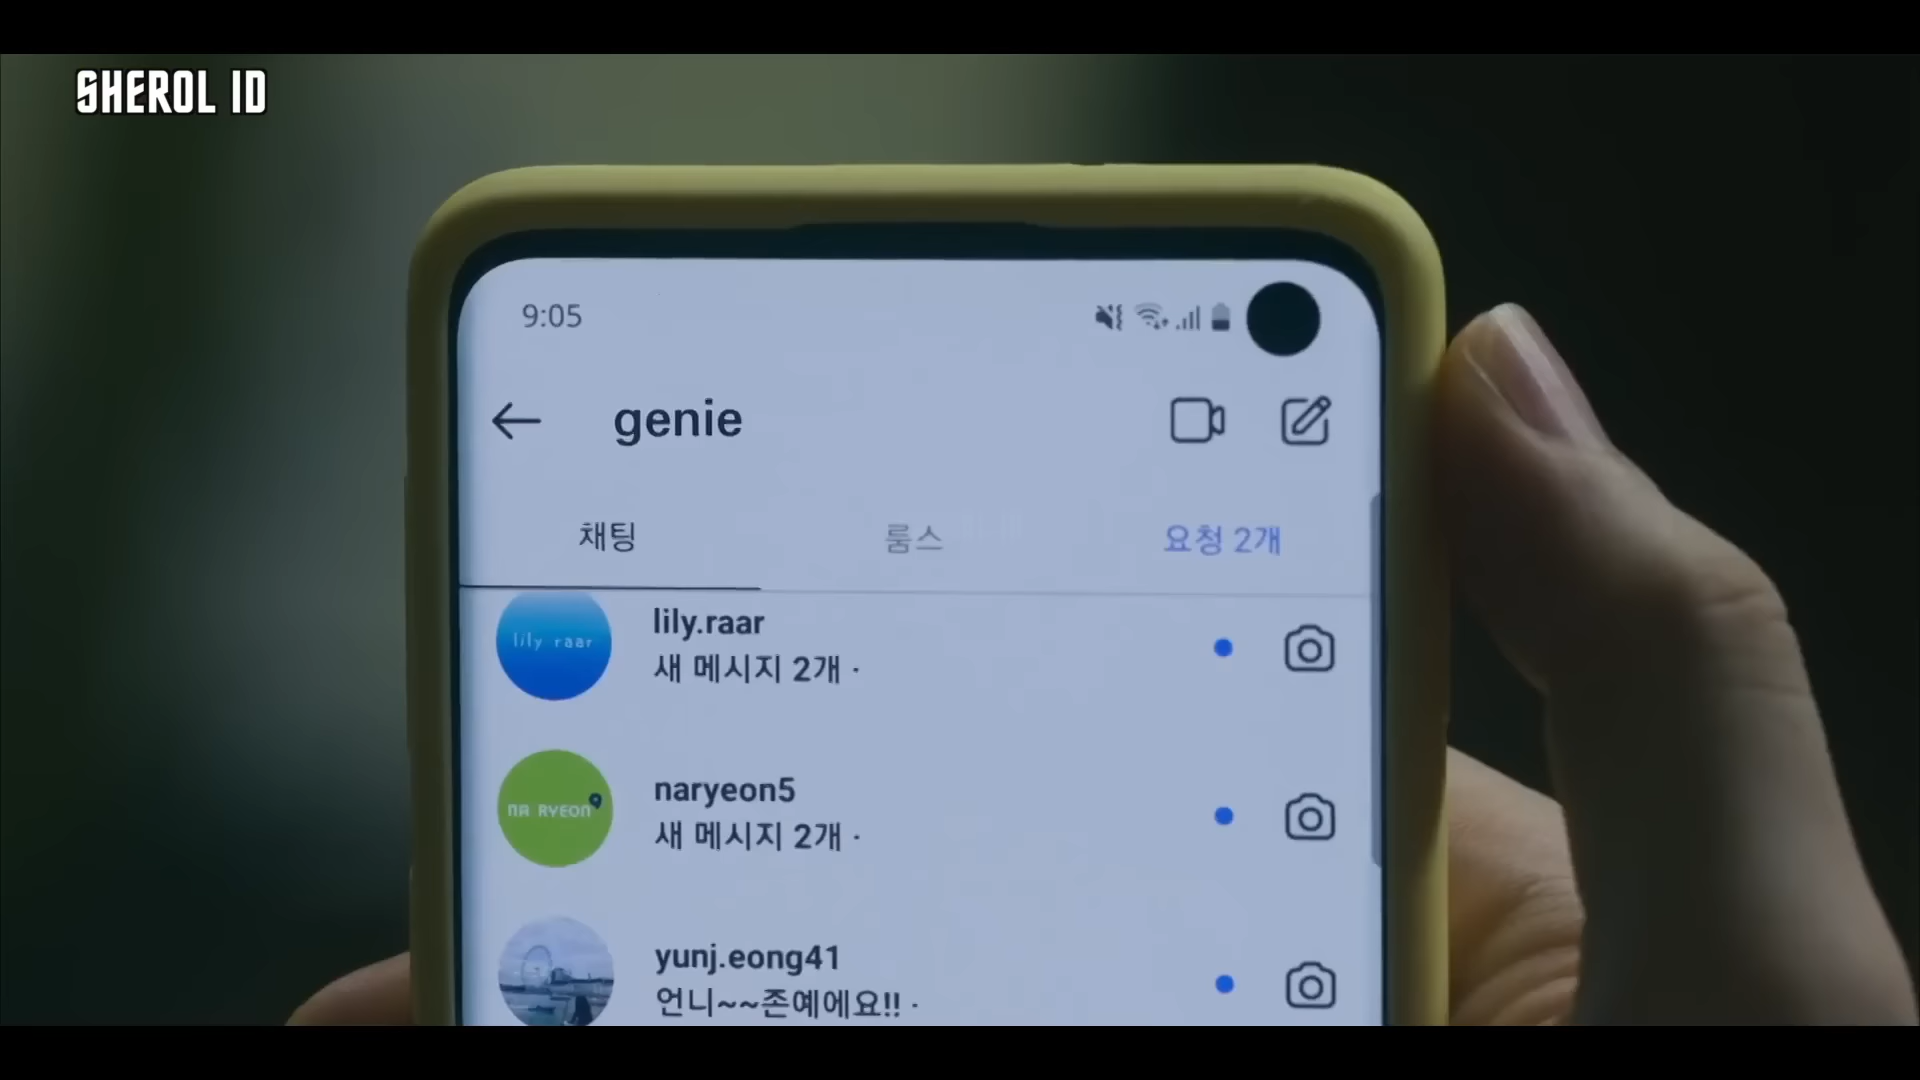 SHEROL ID
9:05
genie
채팅
룸스
요청 2개
lily raar
lily.raar
새 메시지 2개 ·
NA RYEON
naryeon5
새 메시지 2개 ·
yunj.eong41
언니~~존예에요!! ·